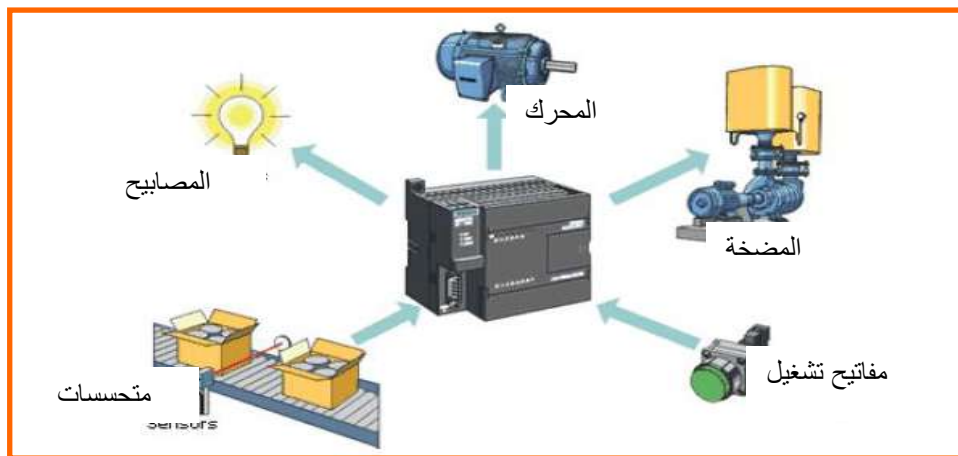 المحرك
المصابيح
المضخة
مفاتيح تشغيل
متحسسات
Sensors